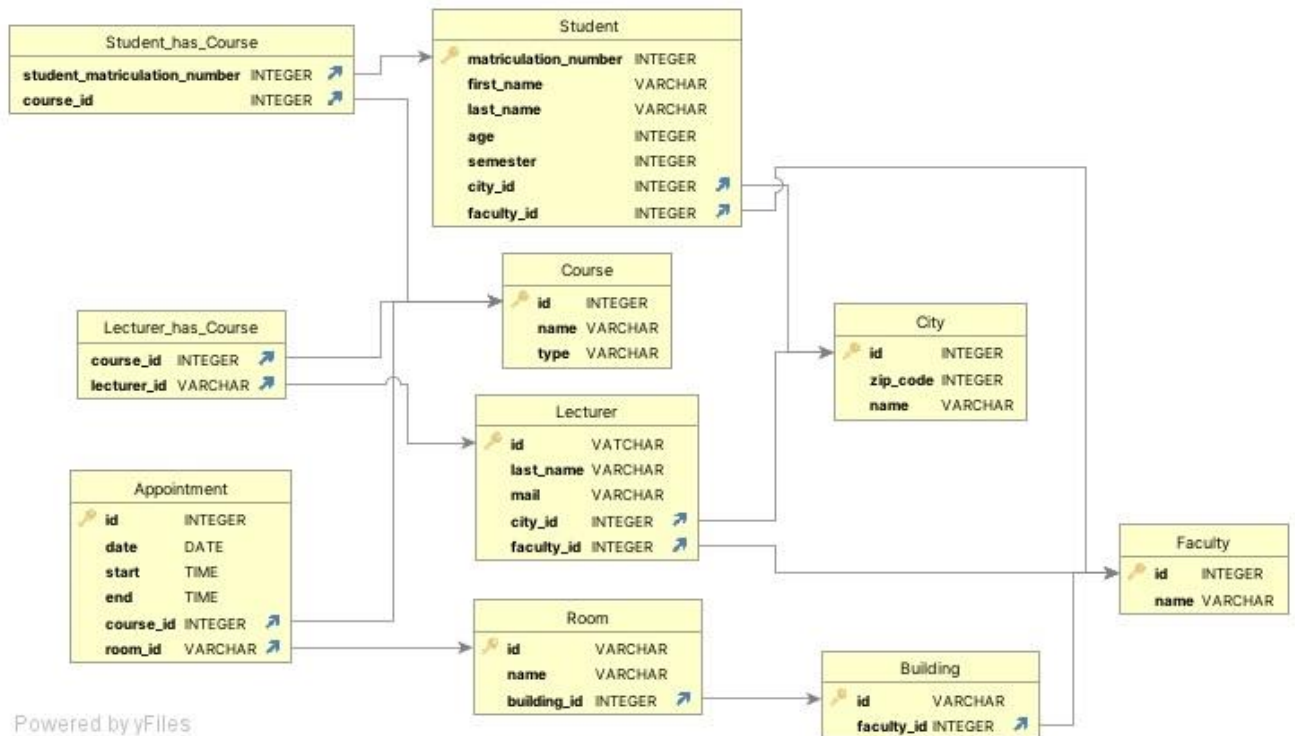 Student_has_Course
student_matriculation_number INTEGER
course_id INTEGER
Student
matriculation_number INTEGER
first_name VARCHAR
last_name VARCHAR
age INTEGER
semester INTEGER
city_id INTEGER
faculty_id INTEGER
Course
id INTEGER
name VARCHAR
type VARCHAR
Lecturer_has_Course
course_id INTEGER
lecturer_id VARCHAR
City
id INTEGER
zip_code INTEGER
name VARCHAR
Lecturer
id VATCHAR
last_name VARCHAR
mail VARCHAR
city_id INTEGER
faculty_id INTEGER
Appointment
id INTEGER
date DATE
start TIME
end TIME
course_id INTEGER
room_id VARCHAR
Faculty
id INTEGER
name VARCHAR
Room
id VARCHAR
name VARCHAR
building_id INTEGER
Building
id VARCHAR
faculty_id INTEGER
Powered by yFiles